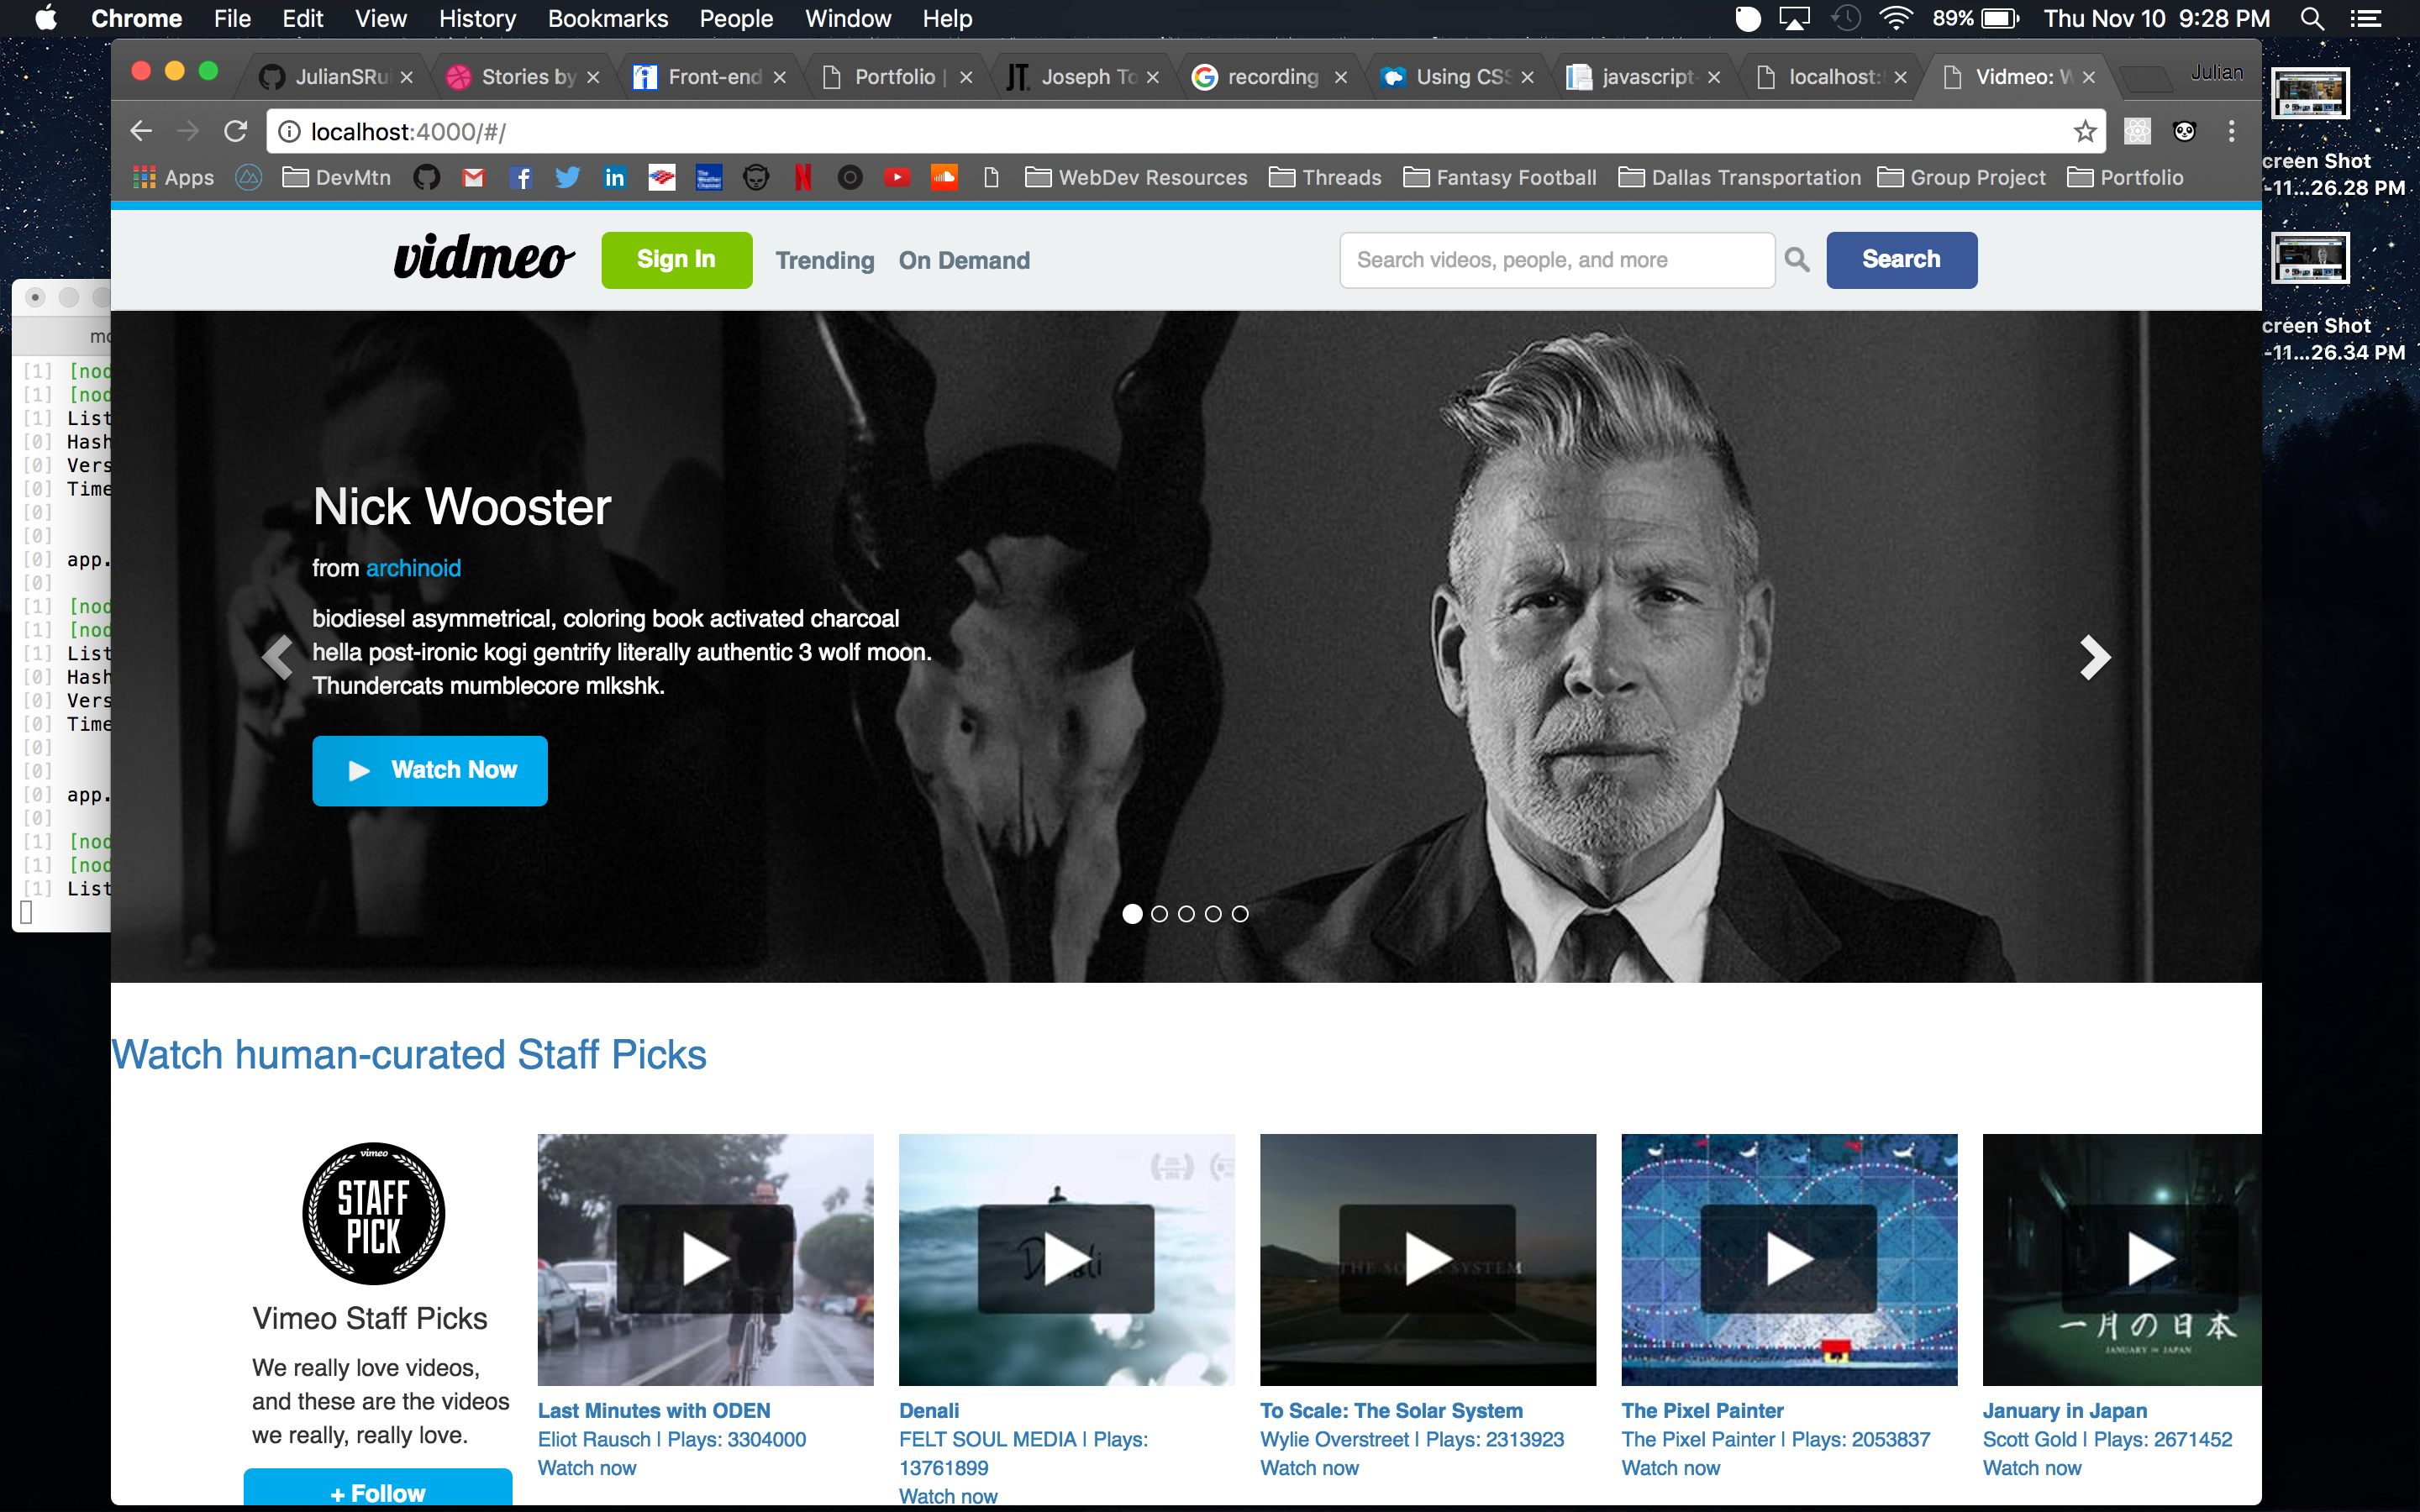 Chrome File Edit View History Bookmarks People Window Help 89% Thu Nov 10 9:28 PM
JulianSRu Stories by Front-end Portfolio | Joseph To recording Using CSS javascript- localhost: Vidmeo: W Julian
localhost:4000/#/
Apps DevMtn WebDev Resources Threads Fantasy Football Dallas Transportation Group Project Portfolio
creen Shot
-11...26.28 PM
creen Shot
-11...26.34 PM
vidmeo Sign In Trending On Demand Search videos, people, and more Search
mo
[1] [nod
[1] [nod
[1] List
[0] Hash
[0] Vers
[0] Time
[0]
[0]
[0] app.
[0]
[1] [nod
[1] [nod
[1] List
[0] Hash
[0] Vers
[0] Time
[0]
[0]
[0] app.
[0]
[1] [nod
[1] [nod
[1] List
Nick Wooster
from archinoid
biodiesel asymmetrical, coloring book activated charcoal
hella post-ironic kogi gentrify literally authentic 3 wolf moon.
Thundercats mumblecore mlkshk.
Watch Now
Watch human-curated Staff Picks
vimeo
STAFF
PICK
Vimeo Staff Picks
We really love videos,
and these are the videos
we really, really love.
+ Follow
Last Minutes with ODEN
Eliot Rausch | Plays: 3304000
Watch now
Denali
Denali
FELT SOUL MEDIA | Plays:
13761899
Watch now
THE SOLAR SYSTEM
To Scale: The Solar System
Wylie Overstreet | Plays: 2313923
Watch now
The Pixel Painter
The Pixel Painter | Plays: 2053837
Watch now
一月の日本
JANUARY IN JAPAN
January in Japan
Scott Gold | Plays: 2671452
Watch now